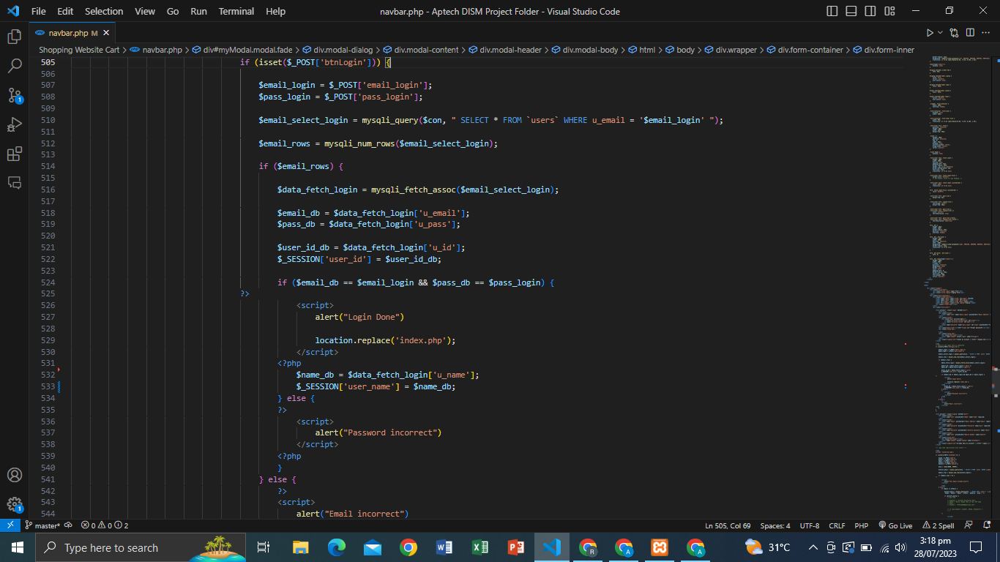 File Edit Selection View Go Run Terminal Help navbar.php - Aptech DISM Project Folder - Visual Studio Code
navbar.php M
Shopping Website Cart > navbar.php > div#myModal.modal.fade > div.modal-dialog > div.modal-content > div.modal-header > div.modal-body > html > body > div.wrapper > div.form-container > div.form-inner
505 if (isset($_POST['btnLogin'])) {
506
507 $email_login = $_POST['email_login'];
508 $pass_login = $_POST['pass_login'];
509
510 $email_select_login = mysqli_query($con, " SELECT * FROM `users` WHERE u_email = '$email_login' ");
511
512 $email_rows = mysqli_num_rows($email_select_login);
513
514 if ($email_rows) {
515
516 $data_fetch_login = mysqli_fetch_assoc($email_select_login);
517
518 $email_db = $data_fetch_login['u_email'];
519 $pass_db = $data_fetch_login['u_pass'];
520
521 $user_id_db = $data_fetch_login['u_id'];
522 $_SESSION['user_id'] = $user_id_db;
523
524 if ($email_db == $email_login && $pass_db == $pass_login) {
525 ?>
526 <script>
527 alert("Login Done")
528
529 location.replace('index.php');
530 </script>
531 <?php
532 $name_db = $data_fetch_login['u_name'];
533 $_SESSION['user_name'] = $name_db;
534 } else {
535 ?>
536 <script>
537 alert("Password incorrect")
538 </script>
539 <?php
540 }
541 } else {
542 ?>
543 <script>
544 alert("Email incorrect")
master* 0 0 2 Ln 505, Col 69 Spaces: 4 UTF-8 CRLF PHP Go Live 2 Spell
Type here to search 31°C 3:18 pm
28/07/2023